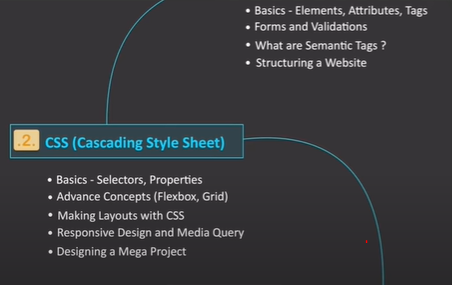 • Basics - Elements, Attributes, Tags
• Forms and Validations
• What are Semantic Tags ?
• Structuring a Website
.2. CSS (Cascading Style Sheet)
• Basics - Selectors, Properties
• Advance Concepts (Flexbox, Grid)
• Making Layouts with CSS
• Responsive Design and Media Query
• Designing a Mega Project